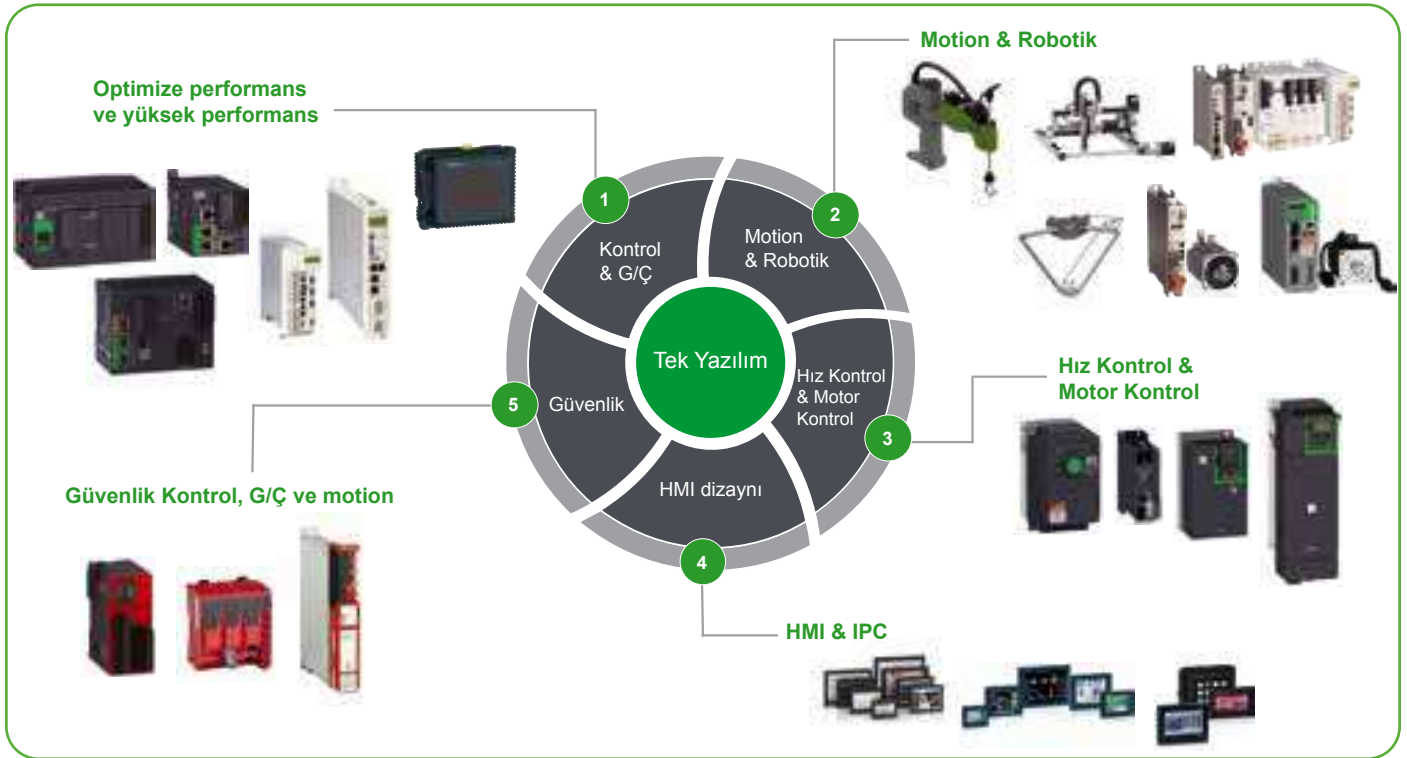 Optimize performans
ve yüksek performans
Motion & Robotik
1
Kontrol
& G/Ç
2
Motion
& Robotik
Tek Yazılım
Hız Kontrol
& Motor
Kontrol
3
Hız Kontrol &
Motor Kontrol
5
Güvenlik
HMI dizaynı
4
Güvenlik Kontrol, G/Ç ve motion
HMI & IPC